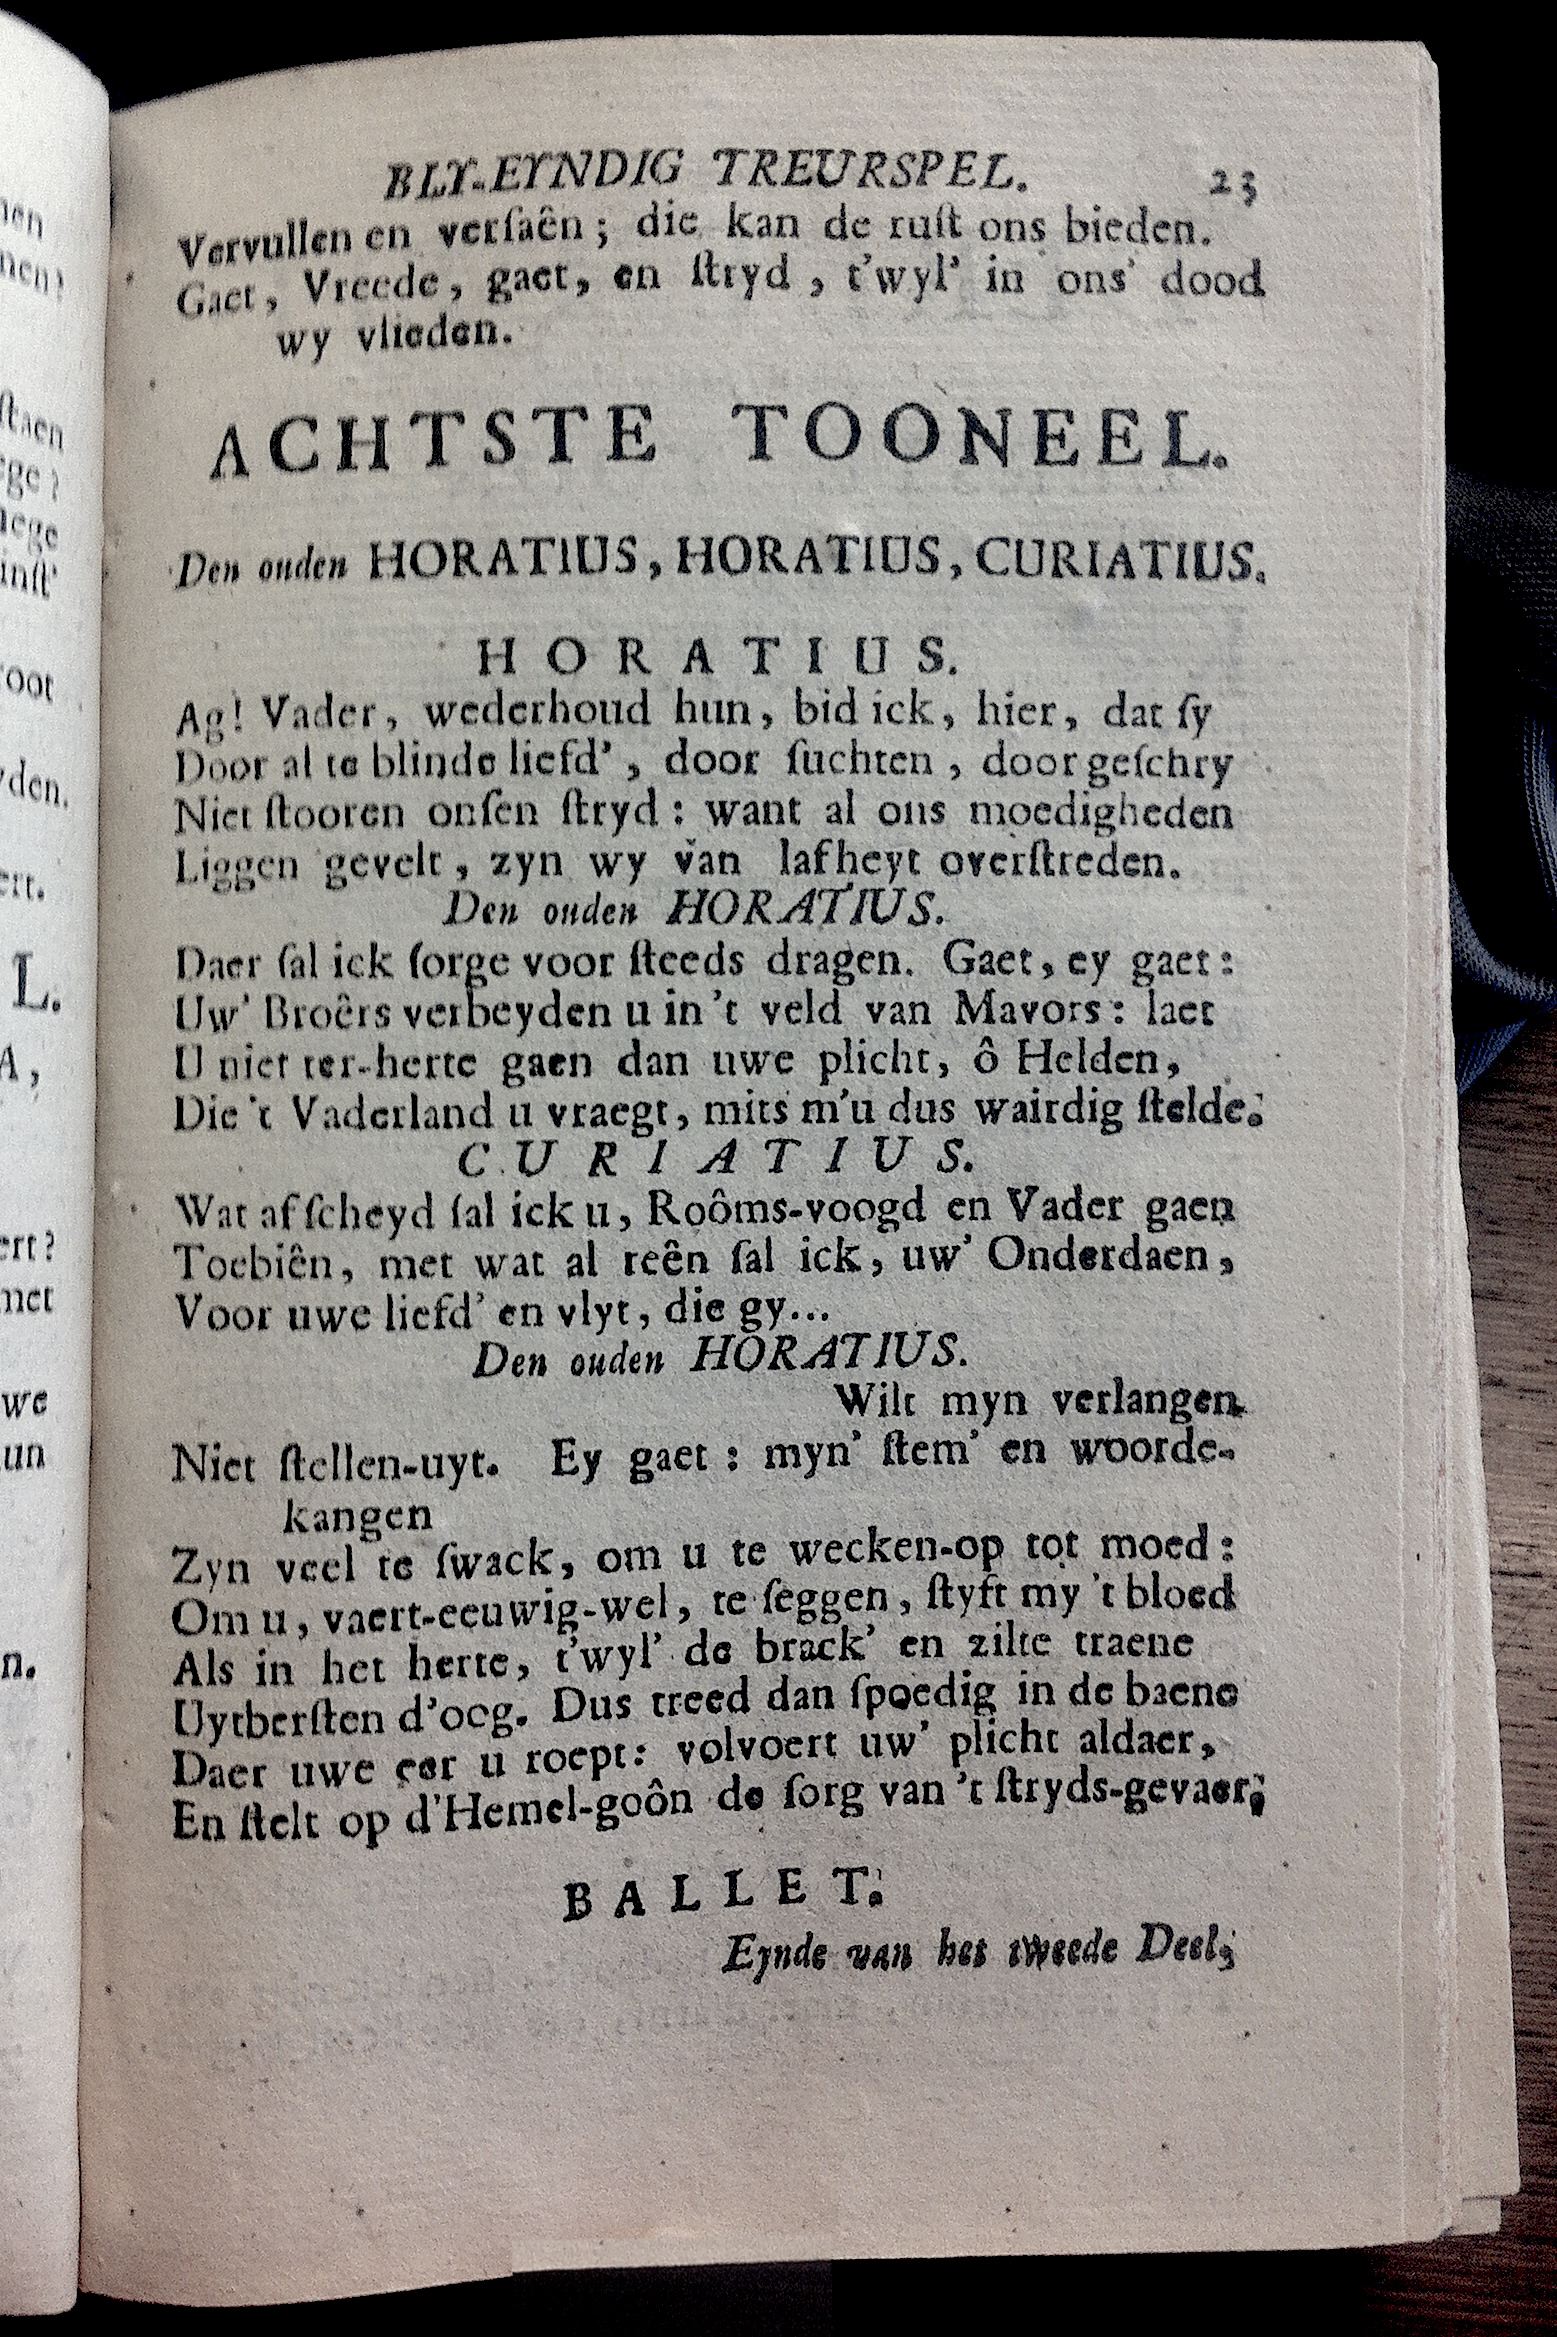 BLY-EYNDIG TREURSPEL. 23
Vervullen en verſaên; die kan de ruſt ons bieden.
Gaet, Vreede, gaet, en ſtryd, t'wyl' in ons' dood
wy vlieden.
ACHTSTE TOONEEL.
Den ouden HORATIUS, HORATIUS, CURIATIUS.
HORATIUS.
Ag! Vader, wederhoud hun, bid ick, hier, dat ſy
Door al te blinde liefd', door ſuchten, door geſchry
Niet ſtooren onſen ſtryd: want al ons moedigheden
Liggen gevelt, zyn wy van lafheyt overſtreden.
Den ouden HORATIUS.
Daer ſal ick ſorge voor ſteeds dragen. Gaet, ey gaet:
Uw' Broêrs verbeyden u in 't veld van Mavors: laet
U niet ter-herte gaen dan uwe plicht, ô Helden,
Die 't Vaderland u vraegt, mits m'u dus wairdig ſtelde.
CURIATIUS.
Wat afſcheyd ſal ick u, Roôms-voogd en Vader gaen
Toebiên, met wat al reên ſal ick, uw' Onderdaen,
Voor uwe liefd' en vlyt, die gy...
Den ouden HORATIUS.
Wilt myn verlangen
Niet ſtellen-uyt. Ey gaet: myn' ſtem' en woorde-
kangen
Zyn veel te ſwack, om u te wecken-op tot moed:
Om u, vaert-eeuwig-wel, te ſeggen, ſtyft my 't bloed
Als in het herte, t'wyl' de brack' en zilte traene
Uytberſten d'oog. Dus treed dan ſpoedig in de baene
Daer uwe eer u roept: volvoert uw' plicht aldaer,
En ſtelt op d'Hemel-goôn de ſorg van 't ſtryds-gevaer.
BALLET.
Eynde van het tweede Deel.